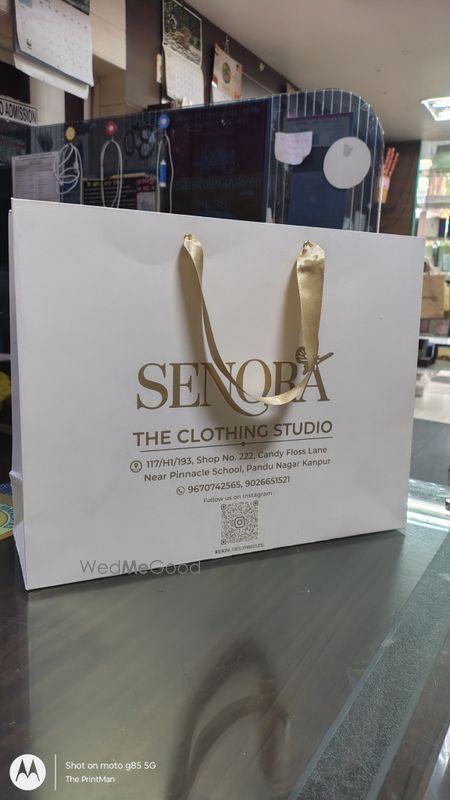 O ADMISSION
SENORA
THE CLOTHING STUDIO
117/H1/193, Shop No. 222, Candy Floss Lane
Near Pinnacle School, Pandu Nagar Kanpur
9670742565, 9026651521
Follow us on Instagram
WedMeGood
Shot on moto g85 5G
The PrintMan